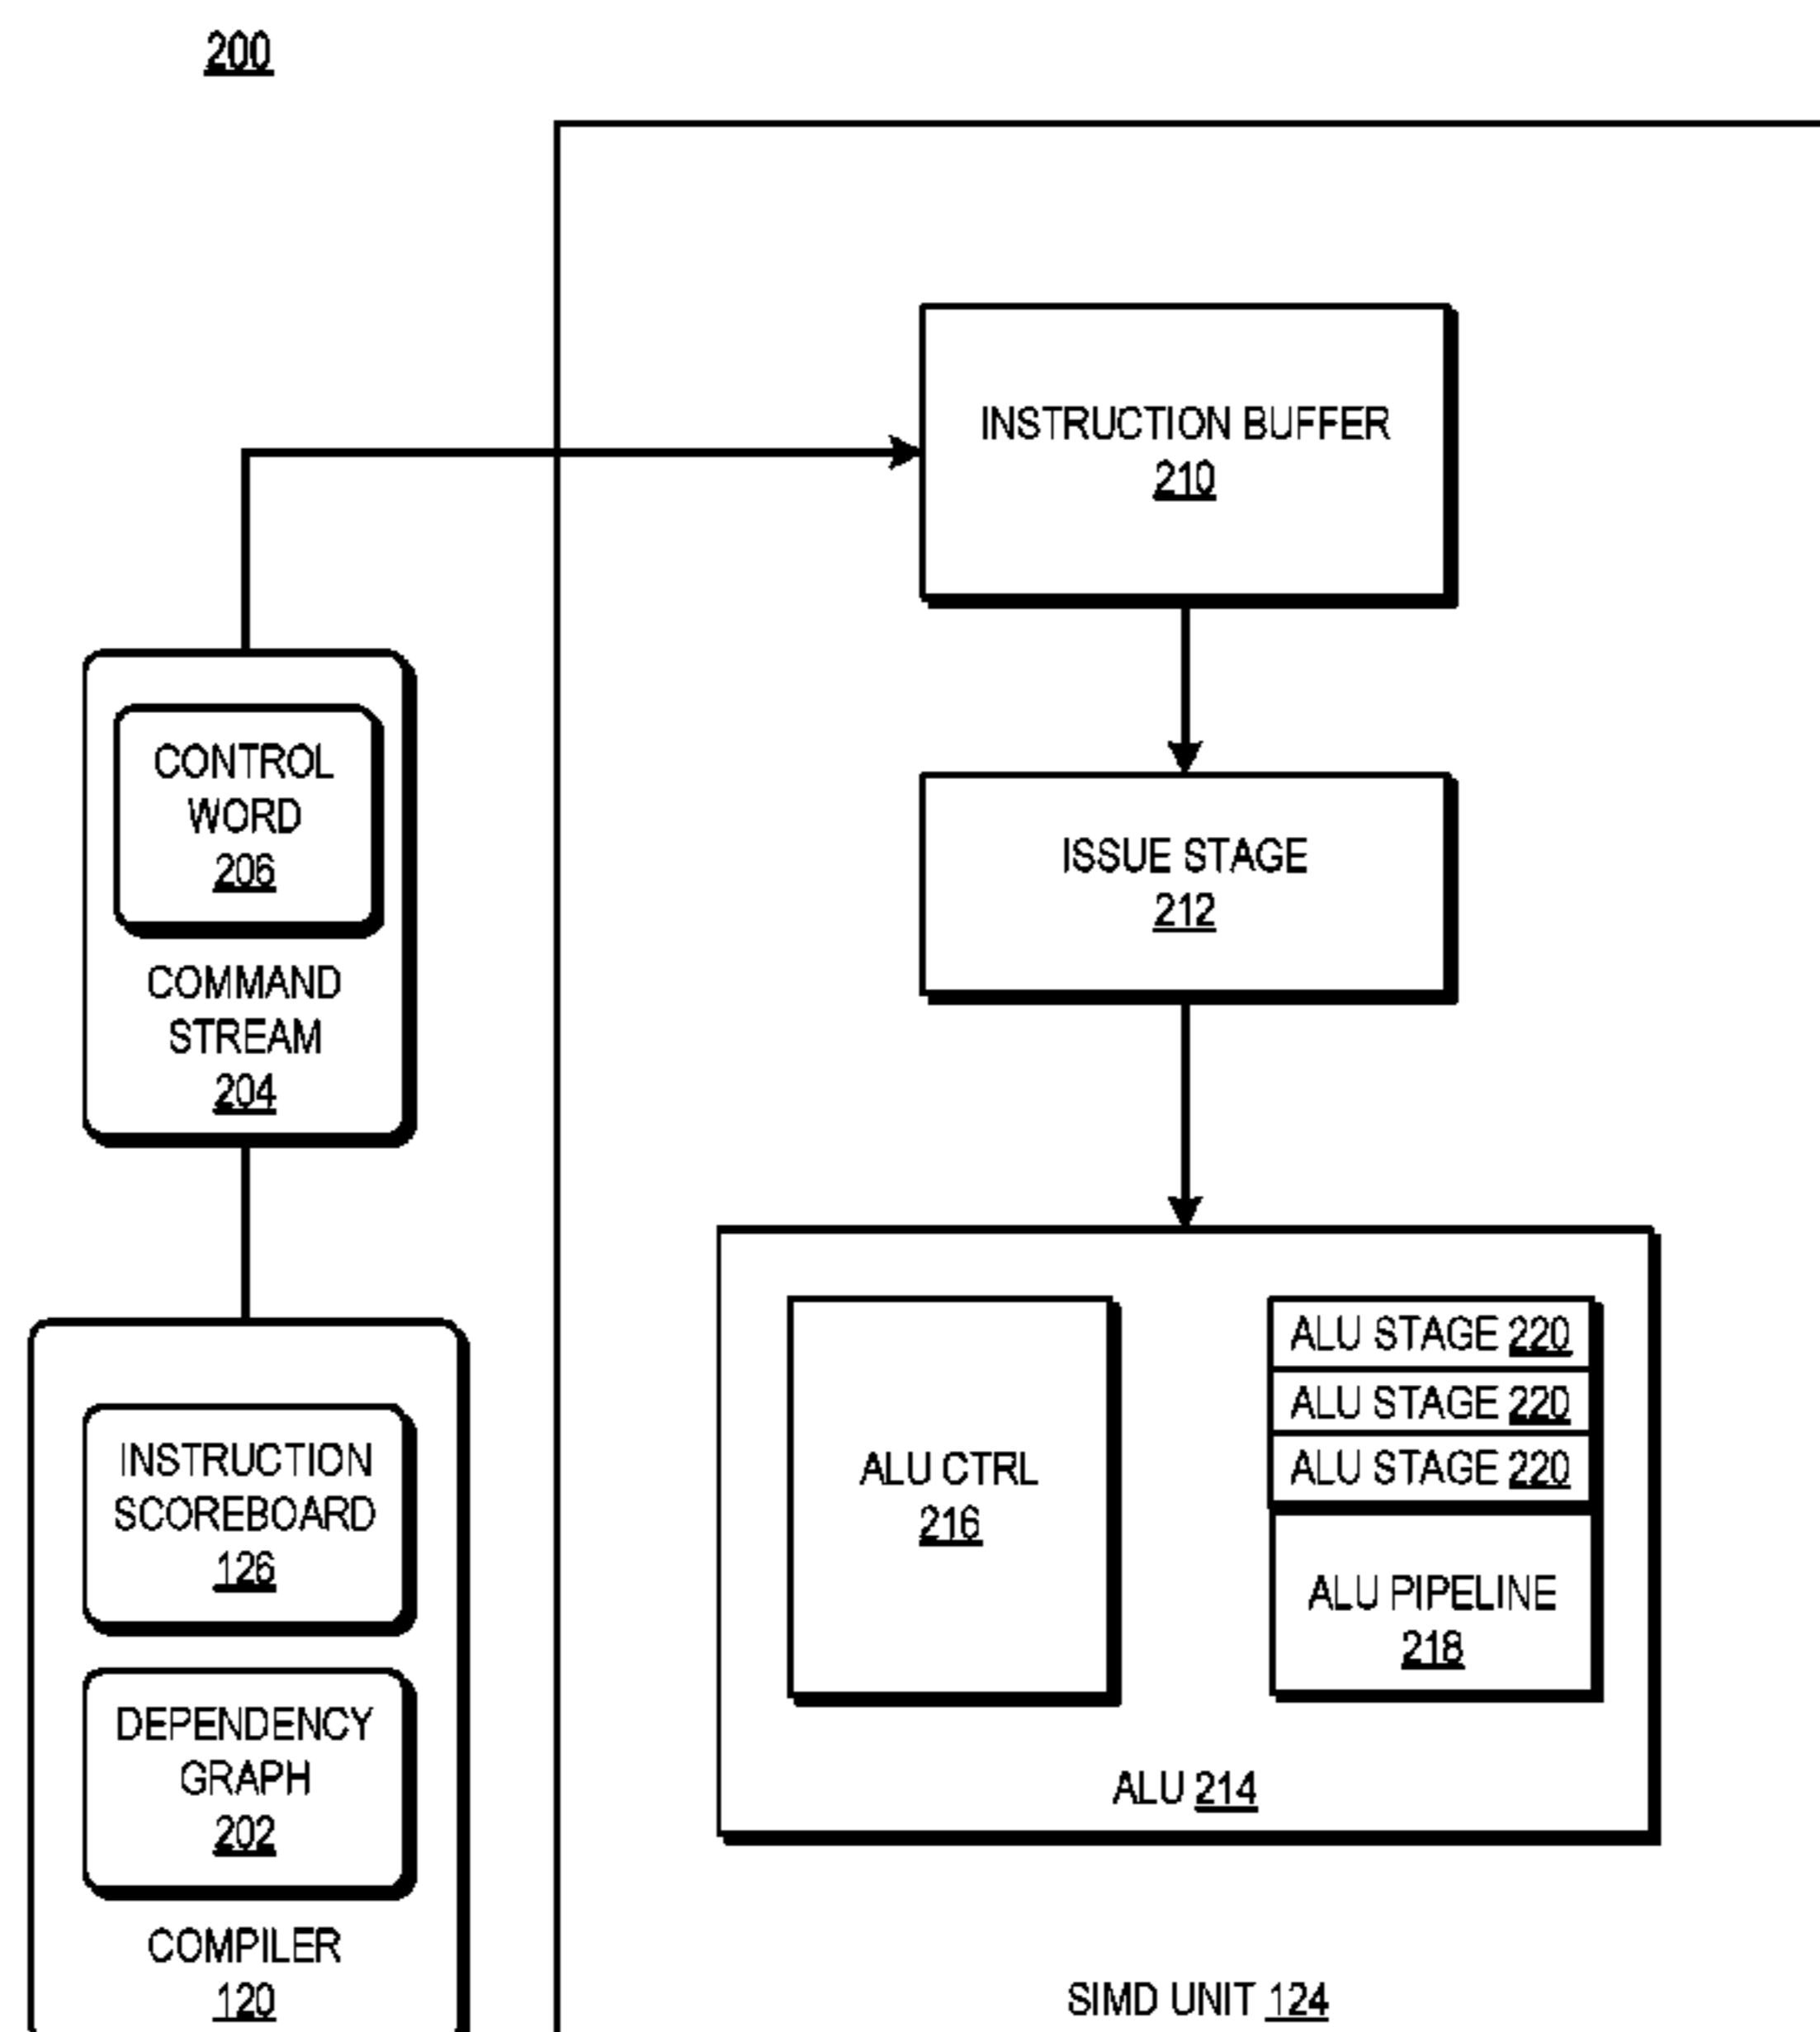 200
INSTRUCTION BUFFER
210
CONTROL
WORD
206
COMMAND
STREAM
204
ISSUE STAGE
212
INSTRUCTION
SCOREBOARD
126
DEPENDENCY
GRAPH
202
COMPILER
120
ALU CTRL
216
ALU STAGE 220
ALU STAGE 220
ALU STAGE 220
ALU PIPELINE
218
ALU 214
SIMD UNIT 124